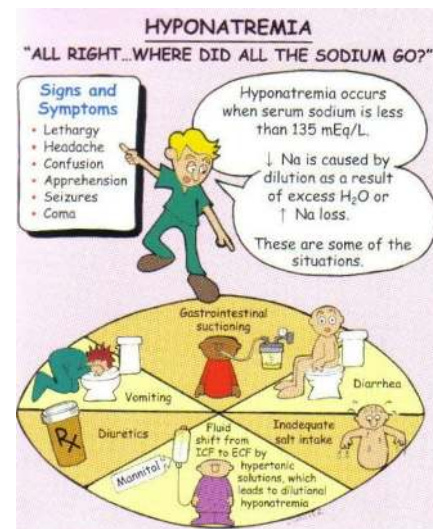 HYPONATREMIA
"ALL RIGHT...WHERE DID ALL THE SODIUM GO?"
Signs and
Symptoms
• Lethargy
• Headache
• Confusion
• Apprehension
• Seizures
• Coma
Hyponatremia occurs
when serum sodium is less
than 135 mEq/L.
↓ Na is caused by
dilution as a result
of excess H₂O or
↑ Na loss.
These are some of the
situations.
Gastrointestinal
suctioning
Vomiting
Diarrhea
Rx
Diuretics
Mannitol
Fluid
shift from
ICF to ECF by
hypertonic
solutions, which
leads to dilutional
hyponatremia
Inadequate
salt intake